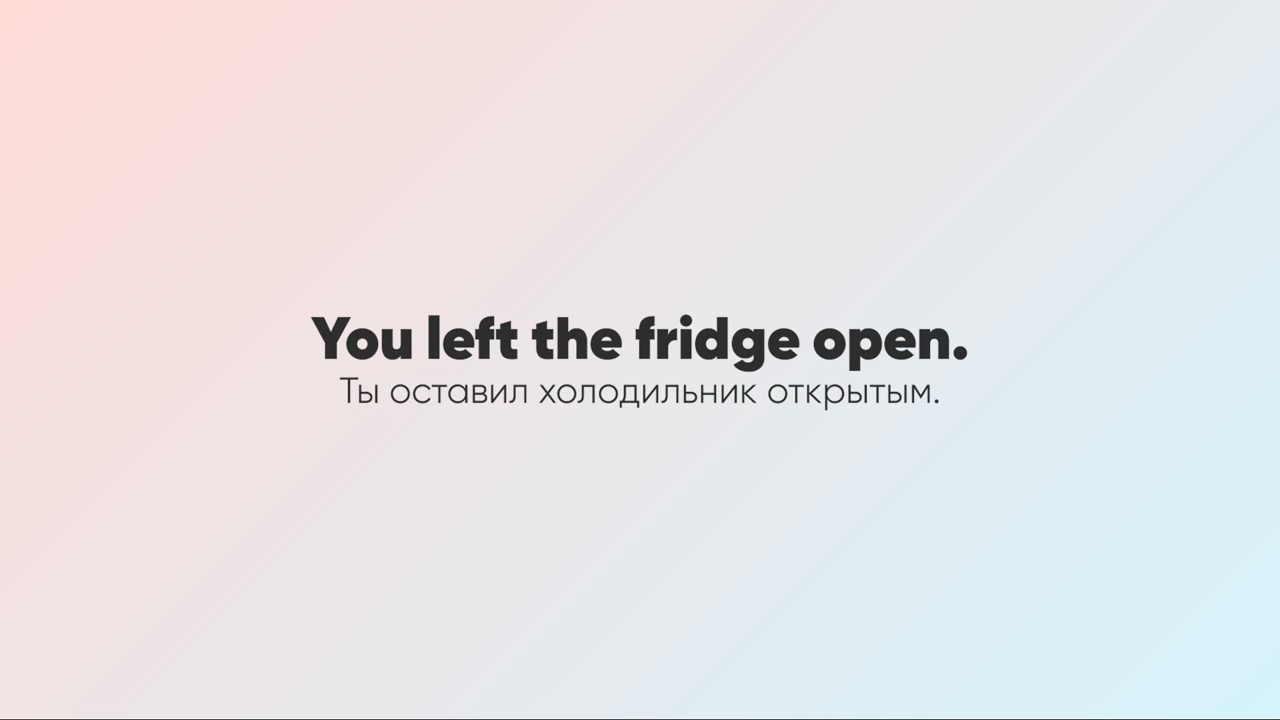 You left the fridge open.
Ты оставил холодильник открытым.